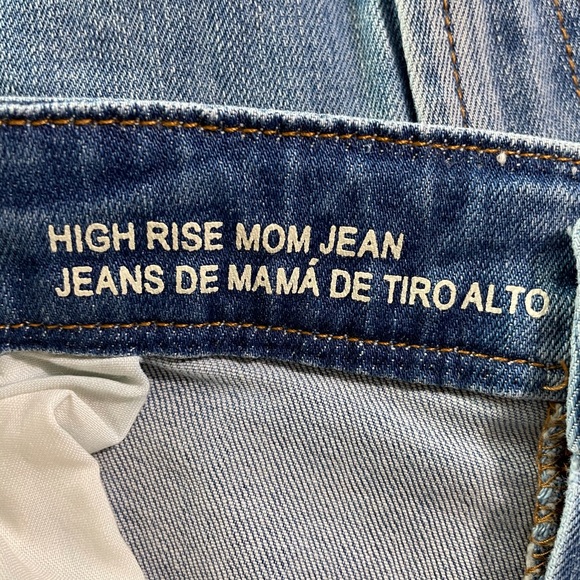 HIGH RISE MOM JEAN
JEANS DE MAMÁ DE TIRO ALTO